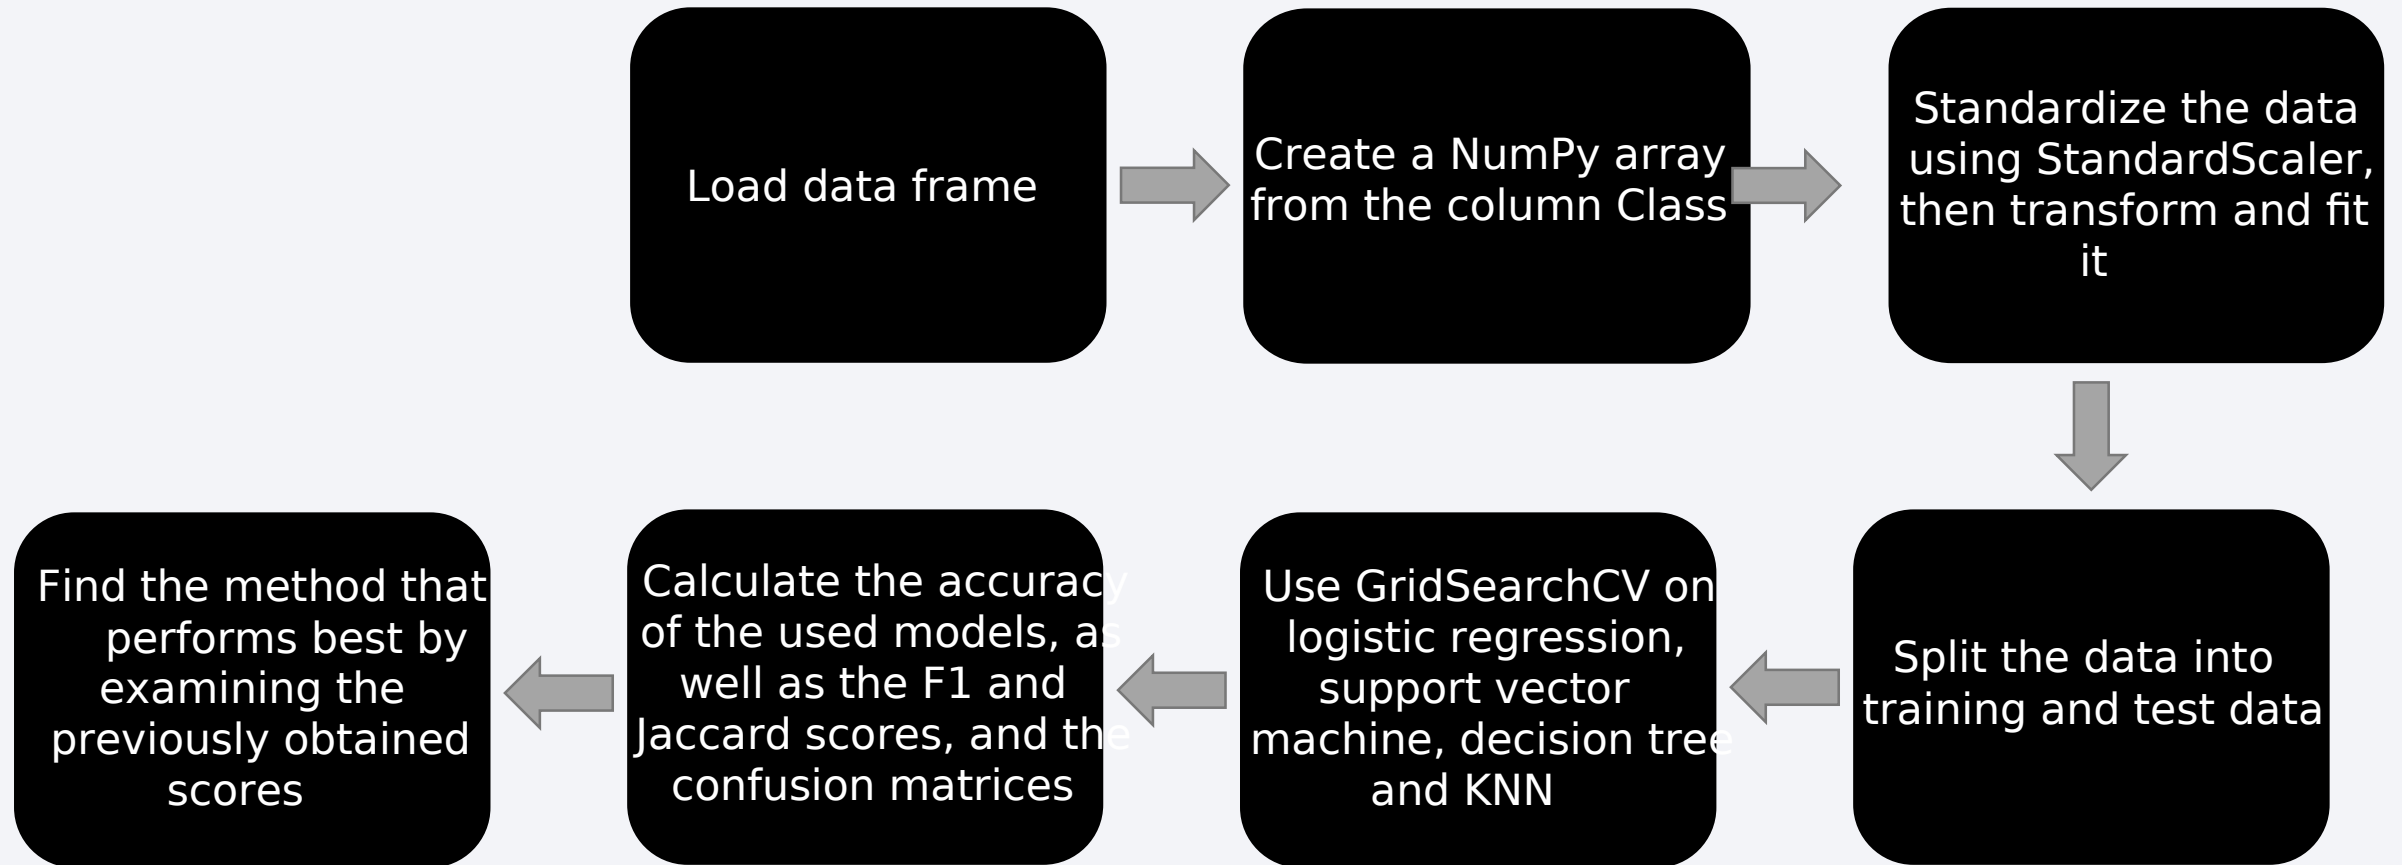 Load data frame
Create a NumPy array
from the column Class
Standardize the data
using StandardScaler,
then transform and fit
it
Split the data into
training and test data
Use GridSearchCV on
logistic regression,
support vector
machine, decision tree
and KNN
Calculate the accuracy
of the used models, as
well as the F1 and
Jaccard scores, and the
confusion matrices
Find the method that
performs best by
examining the
previously obtained
scores